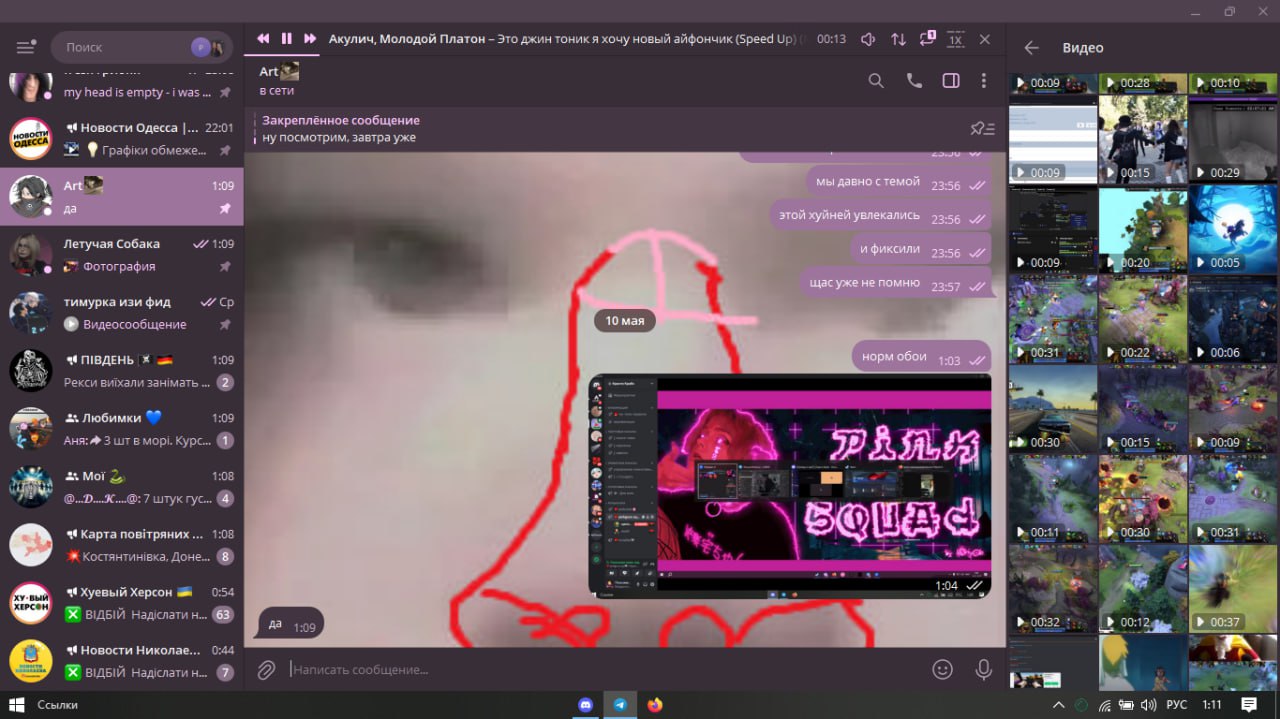 Поиск
P
my head is empty - i was ...
Новости Одесса |... 22:01
НОВОСТИ ОДЕССА
Графіки обмеже...
Art 1:09
да
Летучая Собака 1:09
Фотография
тимурка изи фид Ср
Видеосообщение
ПІВДЕНЬ 1:09
Рекси виїхали занімать ... 2
Любимки 1:09
Аня: 3 шт в морі. Курс... 1
Мої 1:08
@...D...K....@: 7 штук гус... 4
Карта повітряних ... 1:08
Костянтинівка, Доне... 8
Хуевый Херсон 0:54
ХУ*ВЫЙ ХЕРСОН
ВІДБІЙ Надіслати н... 63
Новости Николае... 0:44
ВІДБІЙ Надіслати н... 7
Акулич, Молодой Платон – Это джин тоник я хочу новый айфончик (Speed Up) 00:13 1 1X
Art
в сети
Закреплённое сообщение
ну посмотрим, завтра уже
23:56
мы давно с темой 23:56
этой хуйней увлекались 23:56
и фиксили 23:56
щас уже не помню 23:57
10 мая
норм обои 1:03
PINK
SQUAD
1:04
да 1:09
Написать сообщение...
Видео
00:09 00:28 00:10
00:09 00:15 00:29
00:09 00:20 00:05
00:31 00:22 00:06
00:30 00:15 00:09
00:11 00:30 00:31
00:32 00:12 00:37
Ссылки
РУС 1:11